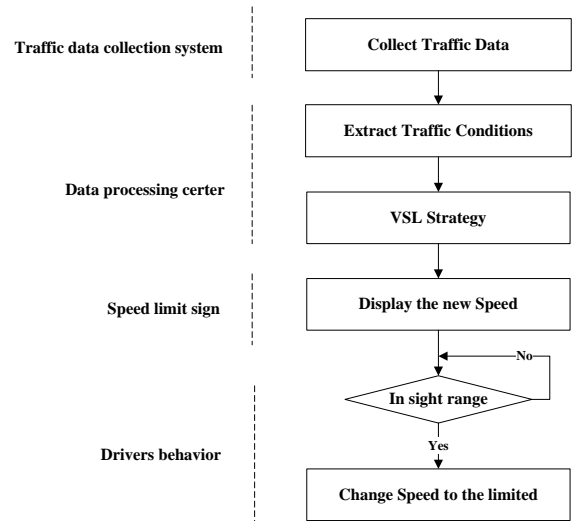 Traffic data collection system
Collect Traffic Data
Extract Traffic Conditions
Data processing certer
VSL Strategy
Speed limit sign
Display the new Speed
No
In sight range
Yes
Drivers behavior
Change Speed to the limited